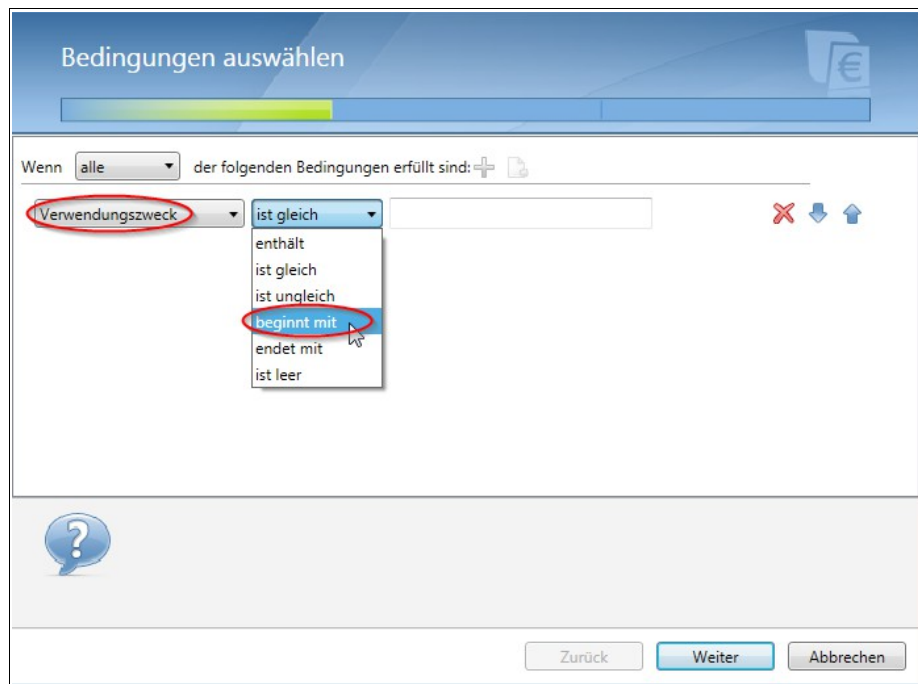 Bedingungen auswählen
€
Wenn alle der folgenden Bedingungen erfüllt sind:
Verwendungszweck ist gleich
enthält
ist gleich
ist ungleich
beginnt mit
endet mit
ist leer
?
Zurück Weiter Abbrechen